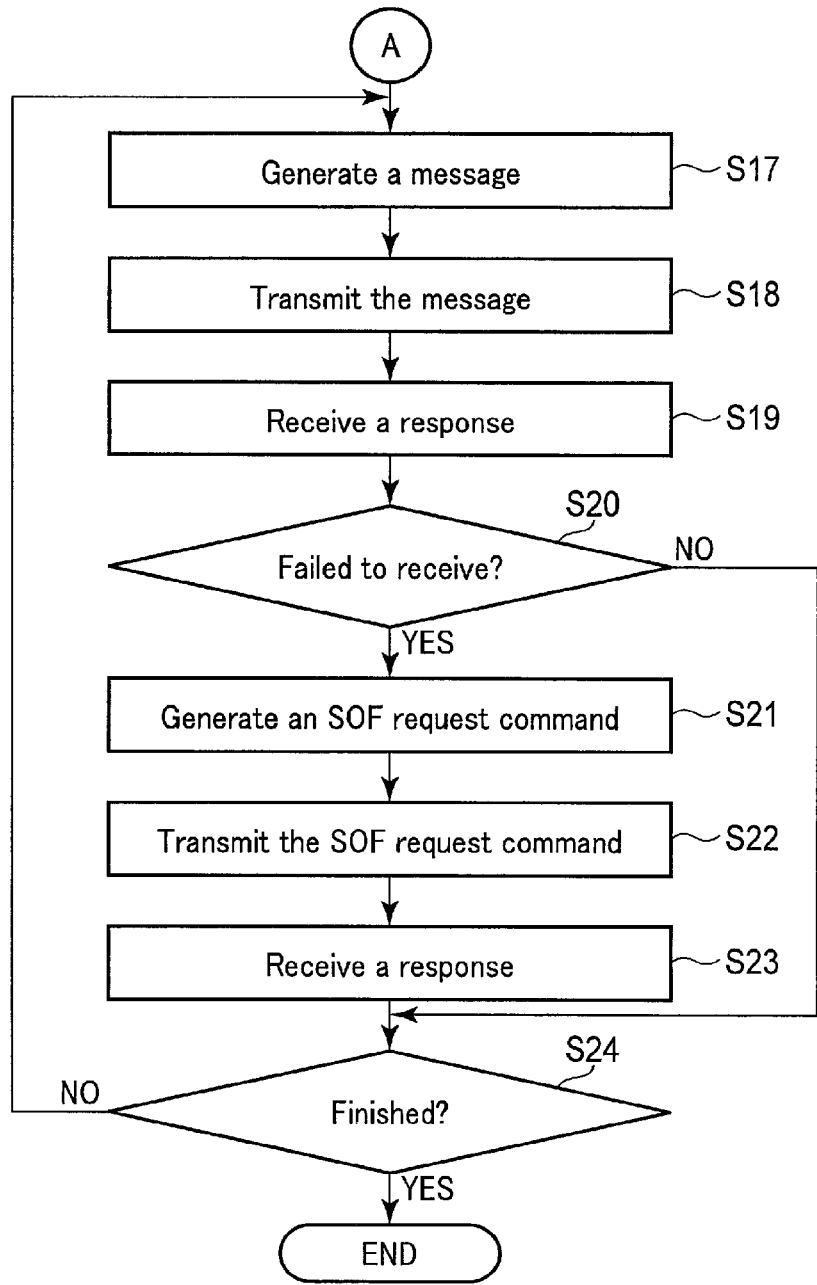 A
Generate a message
S17
Transmit the message
S18
Receive a response
S19
S20
Failed to receive?
NO
YES
Generate an SOF request command
S21
Transmit the SOF request command
S22
Receive a response
S23
S24
NO
Finished?
YES
END